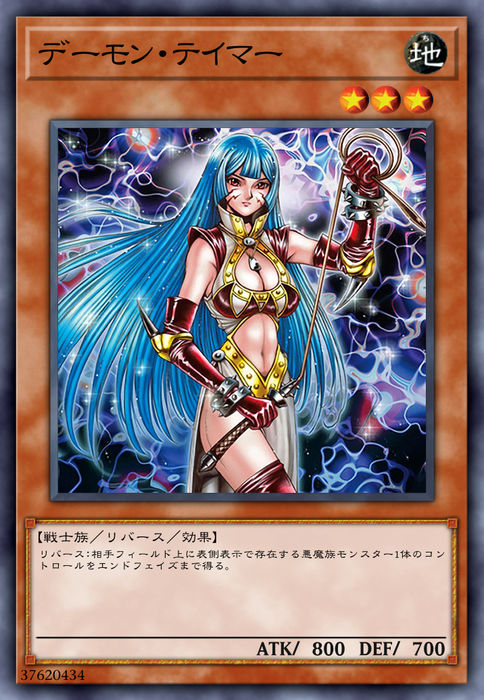 デーモン・テイマー
ち
地
【戦士族／リバース／効果】
リバース：相手フィールド上に表側表示で存在する悪魔族モンスター1体のコン
トロールをエンドフェイズまで得る。
ATK/ 800 DEF/ 700
37620434